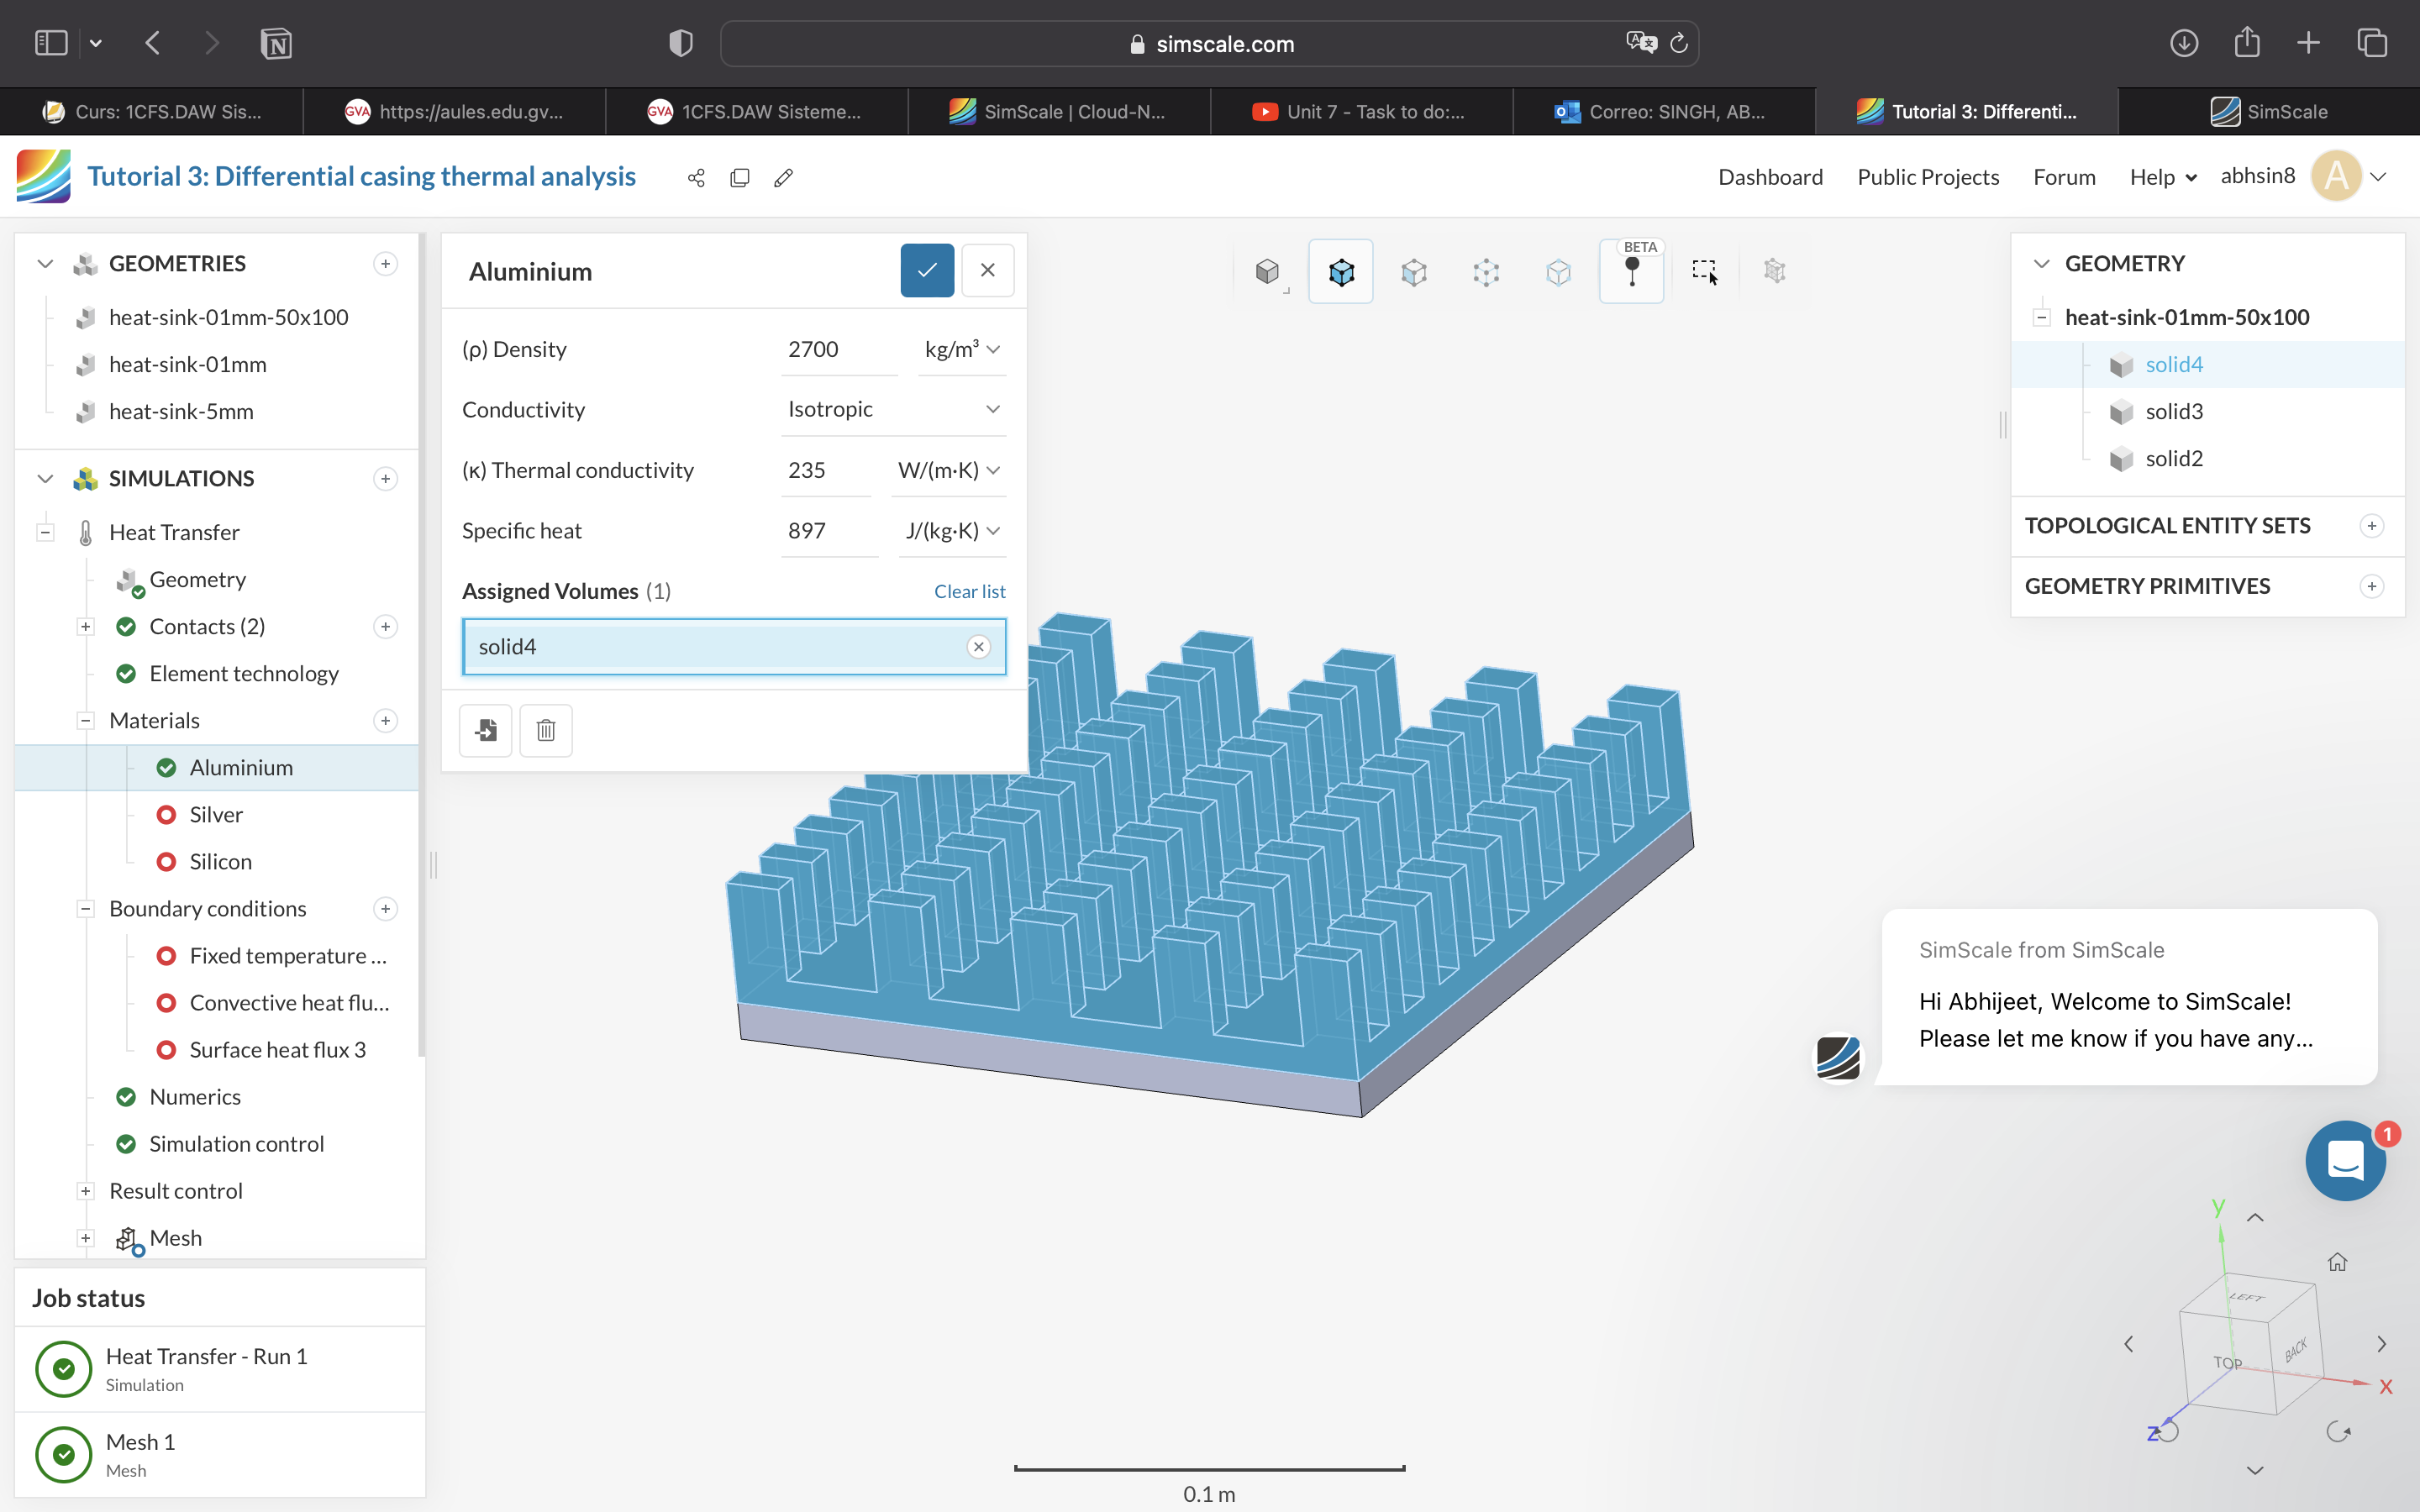 simscale.com
Curs: 1CFS.DAW Sis...
https://aules.edu.gv...
1CFS.DAW Sisteme...
SimScale | Cloud-N...
Unit 7 - Task to do:...
Correo: SINGH, AB...
Tutorial 3: Differenti...
SimScale
Tutorial 3: Differential casing thermal analysis
Dashboard
Public Projects
Forum
Help
abhsin8
A
GEOMETRIES
heat-sink-01mm-50x100
heat-sink-01mm
heat-sink-5mm
SIMULATIONS
Heat Transfer
Geometry
Contacts (2)
Element technology
Materials
Aluminium
Silver
Silicon
Boundary conditions
Fixed temperature ...
Convective heat flu...
Surface heat flux 3
Numerics
Simulation control
Result control
Mesh
Job status
Heat Transfer - Run 1
Simulation
Mesh 1
Mesh
Aluminium
(ρ) Density 2700 kg/m³
Conductivity Isotropic
(κ) Thermal conductivity 235 W/(m·K)
Specific heat 897 J/(kg·K)
Assigned Volumes (1) Clear list
solid4
BETA
GEOMETRY
heat-sink-01mm-50x100
solid4
solid3
solid2
TOPOLOGICAL ENTITY SETS
GEOMETRY PRIMITIVES
SimScale from SimScale
Hi Abhijeet, Welcome to SimScale!
Please let me know if you have any...
1
y
LEFT
TOP
BACK
X
Z
0.1 m